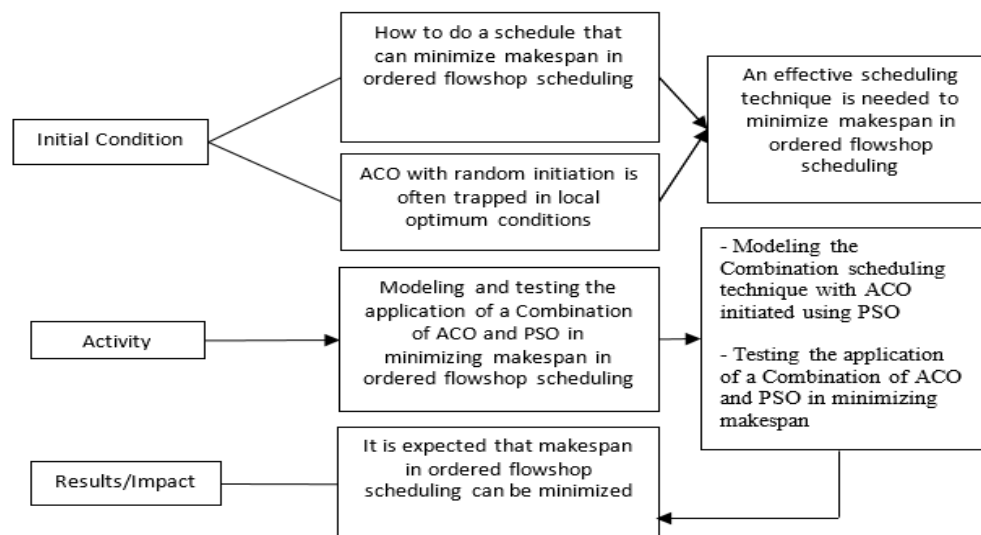 How to do a schedule that
can minimize makespan in
ordered flowshop scheduling
An effective scheduling
technique is needed to
minimize makespan in
ordered flowshop
scheduling
Initial Condition
ACO with random initiation is
often trapped in local
optimum conditions
- Modeling the
Combination scheduling
technique with ACO
initiated using PSO
- Testing the application
of a Combination of ACO
and PSO in minimizing
makespan
Activity
Modeling and testing the
application of a Combination
of ACO and PSO in
minimizing makespan in
ordered flowshop scheduling
Results/Impact
It is expected that makespan
in ordered flowshop
scheduling can be minimized